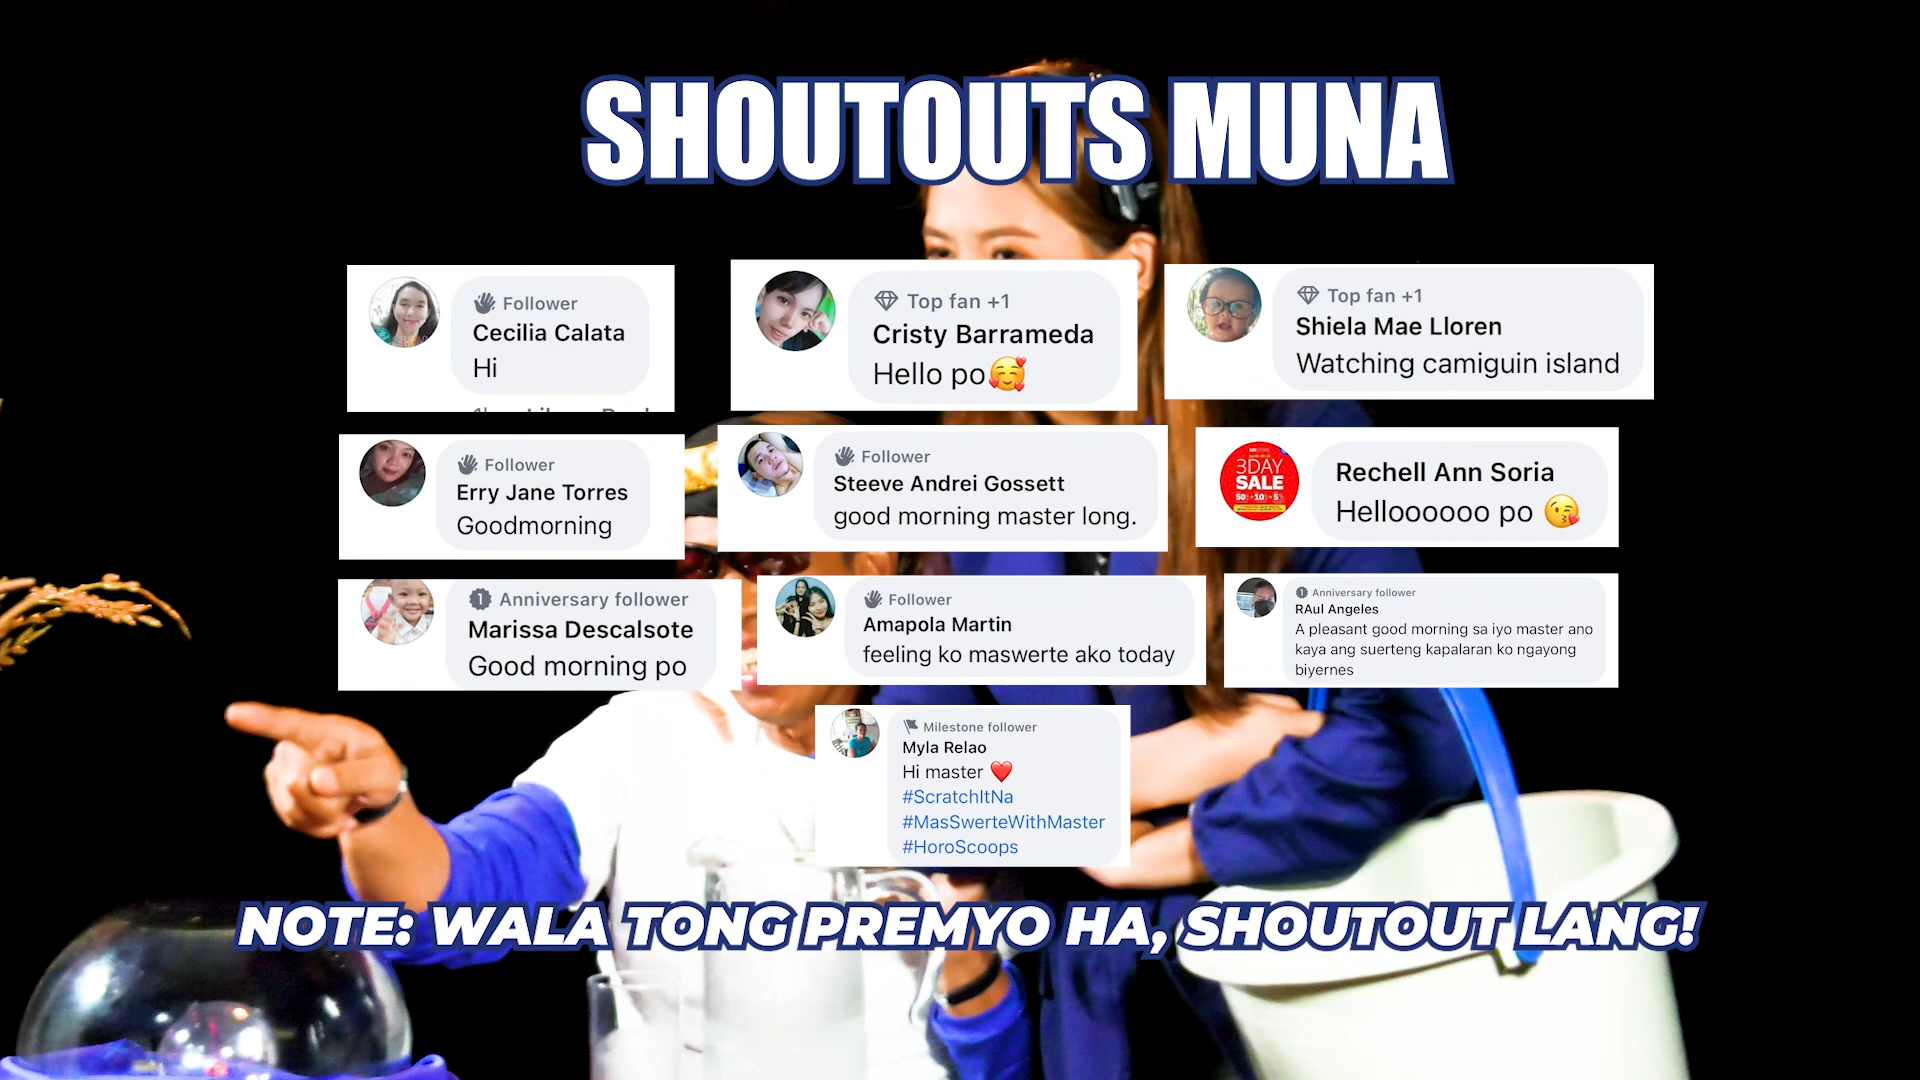 SHOUTOUTS MUNA
Follower
Cecilia Calata
Hi
Top fan +1
Cristy Barrameda
Hello po🥰
Top fan +1
Shiela Mae Lloren
Watching camiguin island
Follower
Erry Jane Torres
Goodmorning
Follower
Steeve Andrei Gossett
good morning master long.
3DAY
SALE
Rechell Ann Soria
Helloooooo po 😘
Anniversary follower
Marissa Descalsote
Good morning po
Follower
Amapola Martin
feeling ko maswerte ako today
Anniversary follower
RAul Angeles
A pleasant good morning sa iyo master ano
kaya ang suerteng kapalaran ko ngayong
biyernes
Milestone follower
Myla Relao
Hi master ❤️
#ScratchItNa
#MasSwerteWithMaster
#HoroScoops
NOTE: WALA TONG PREMYO HA, SHOUTOUT LANG!